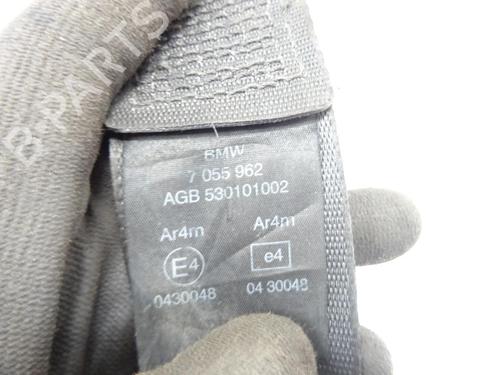 B-PARTS
BMW
7 055 962
AGB 530101002
Ar4m Ar4m
E4 e4
0430048 04 30048